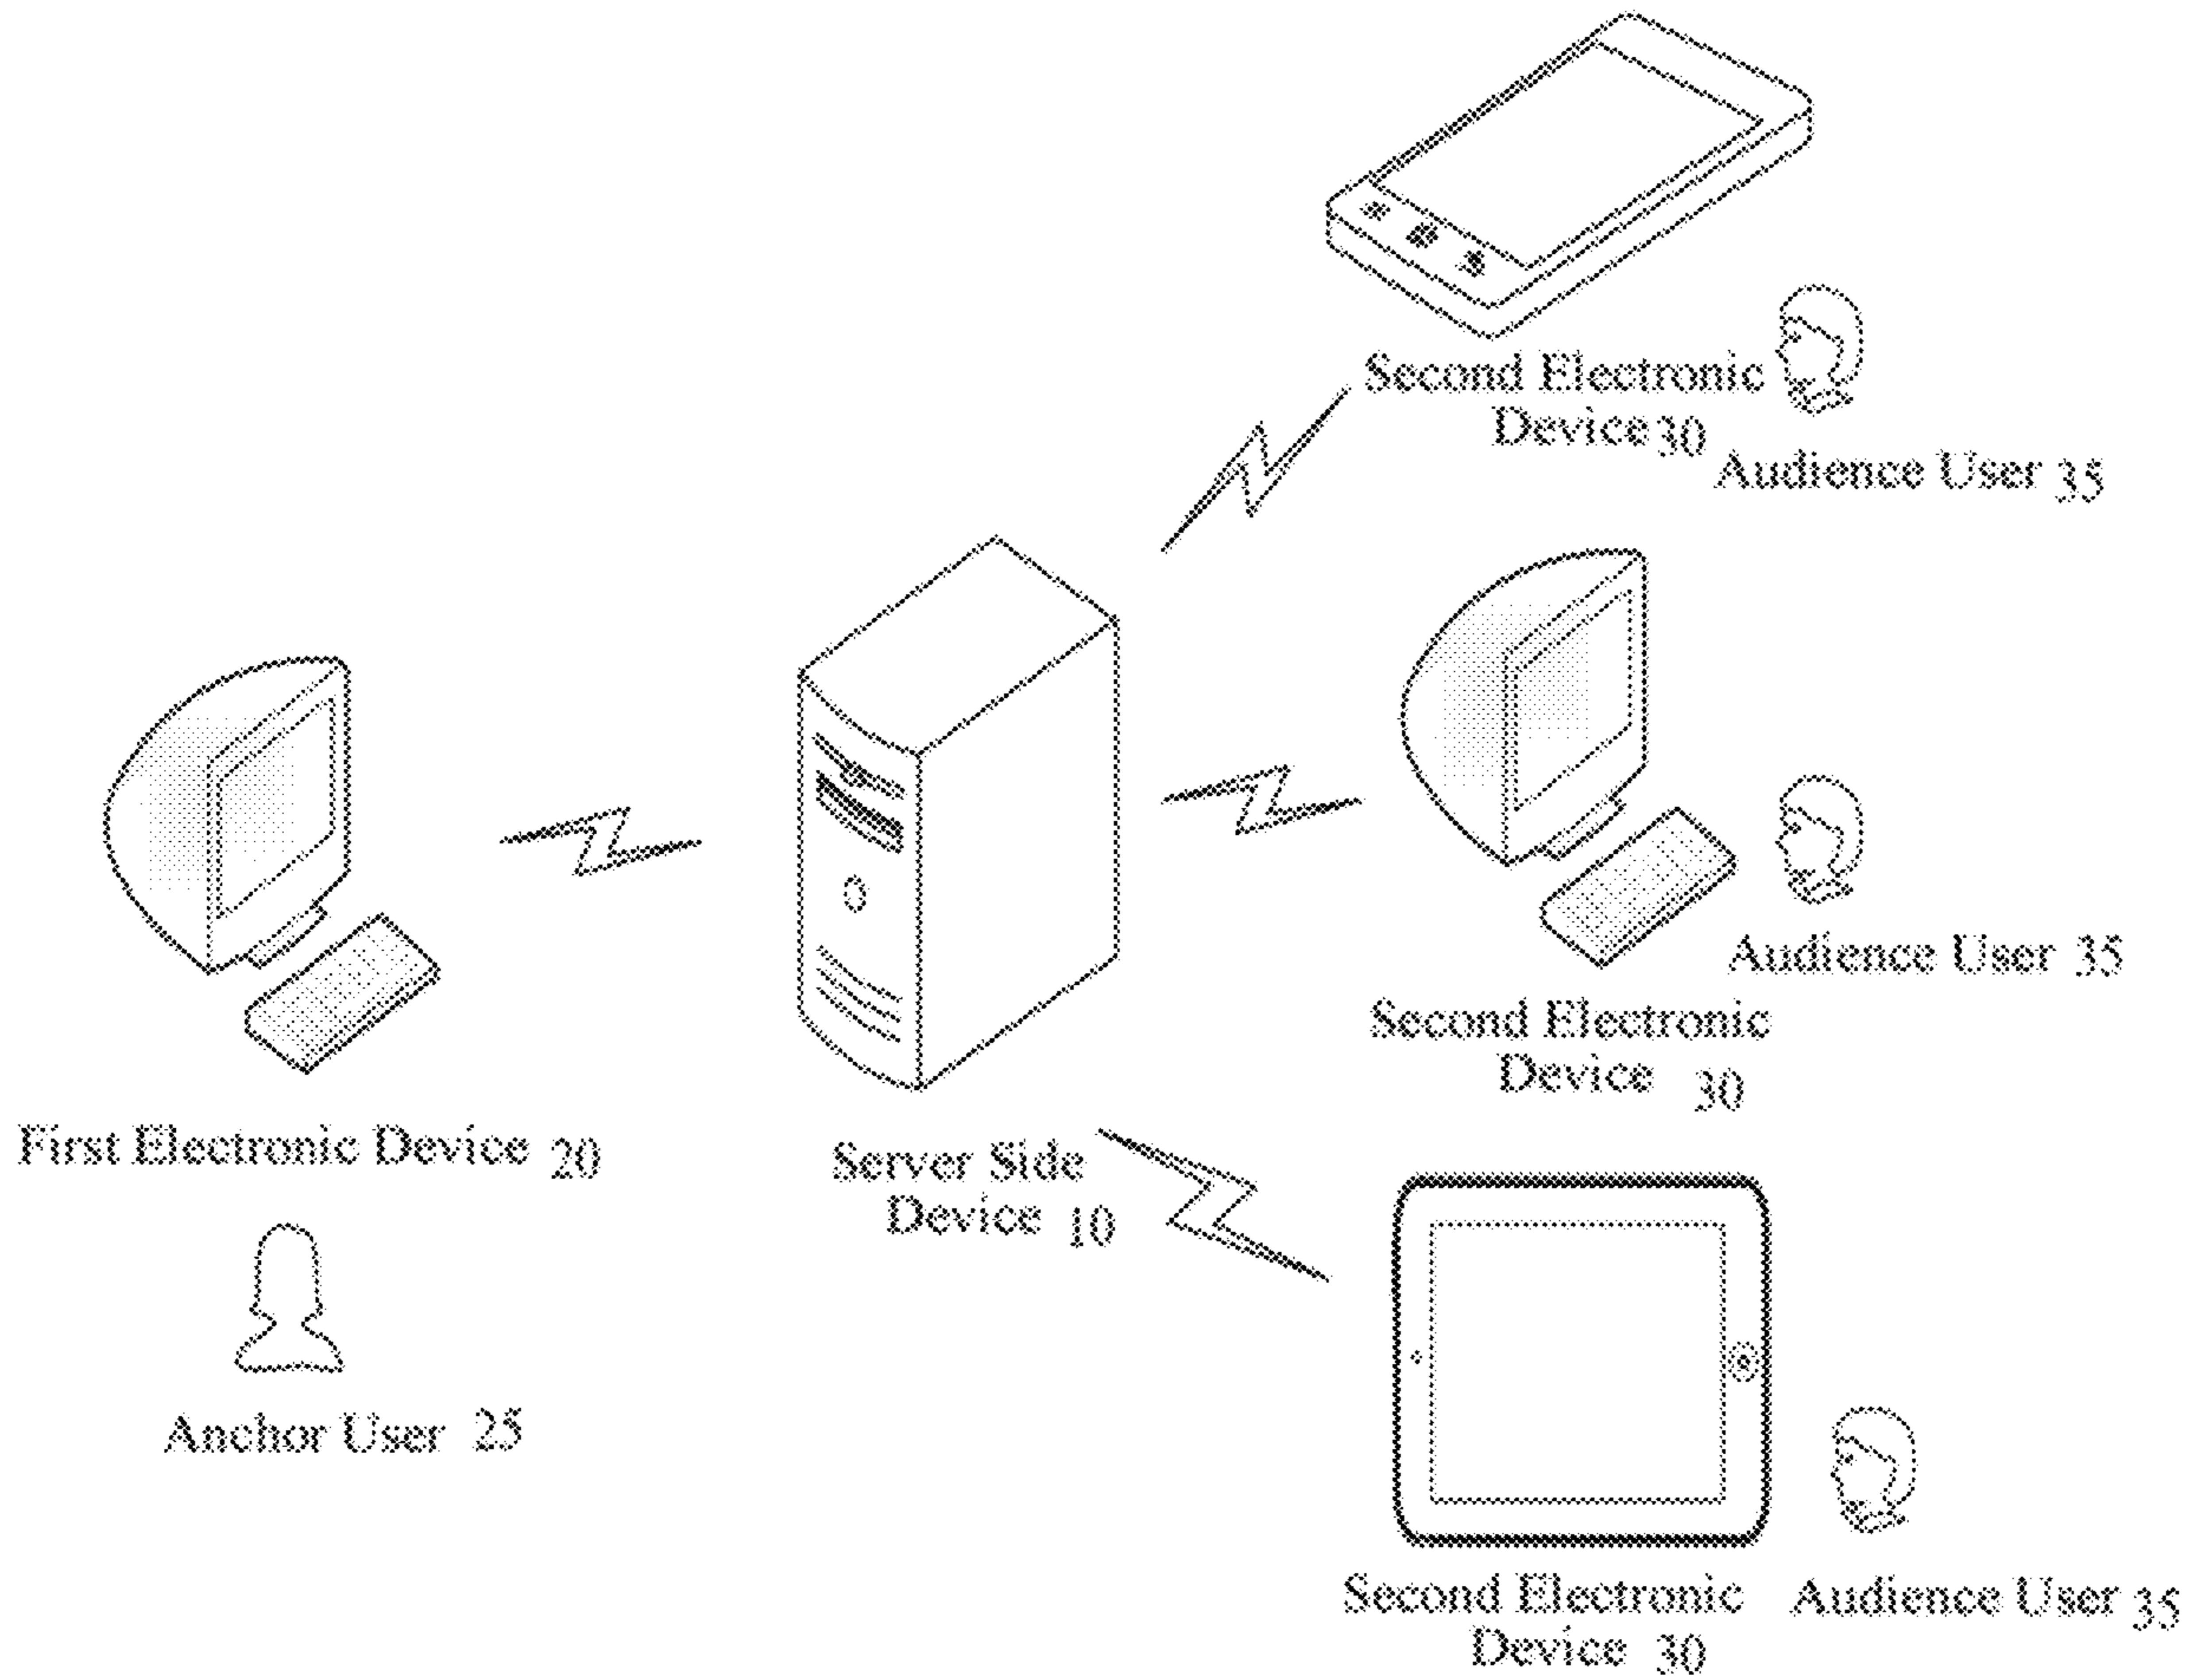 Second Electronic
Device 30
Audience User 35
Audience User 35
Second Electronic
Device 30
First Electronic Device 20
Server Side
Device 10
Anchor User 25
Second Electronic
Device 30
Audience User 35